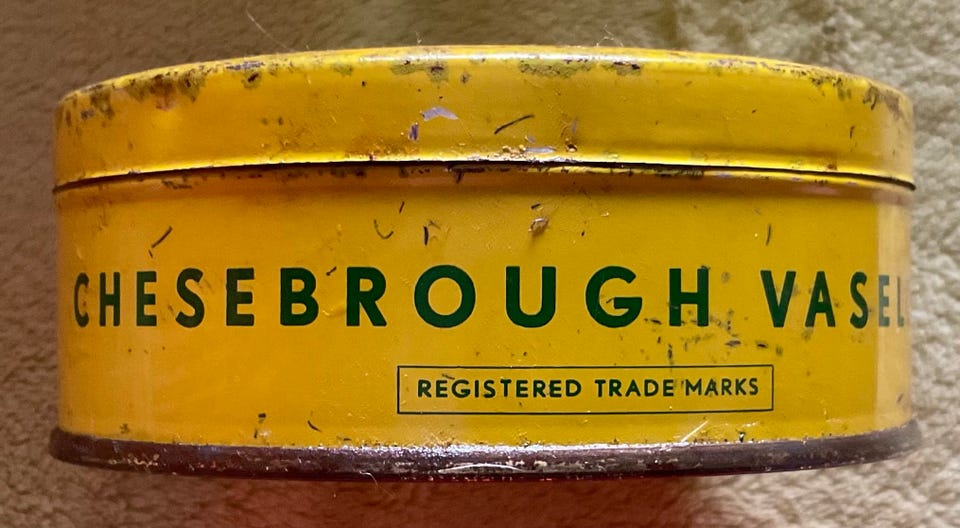 CHESEBROUGH VASEL
REGISTERED TRADE MARKS